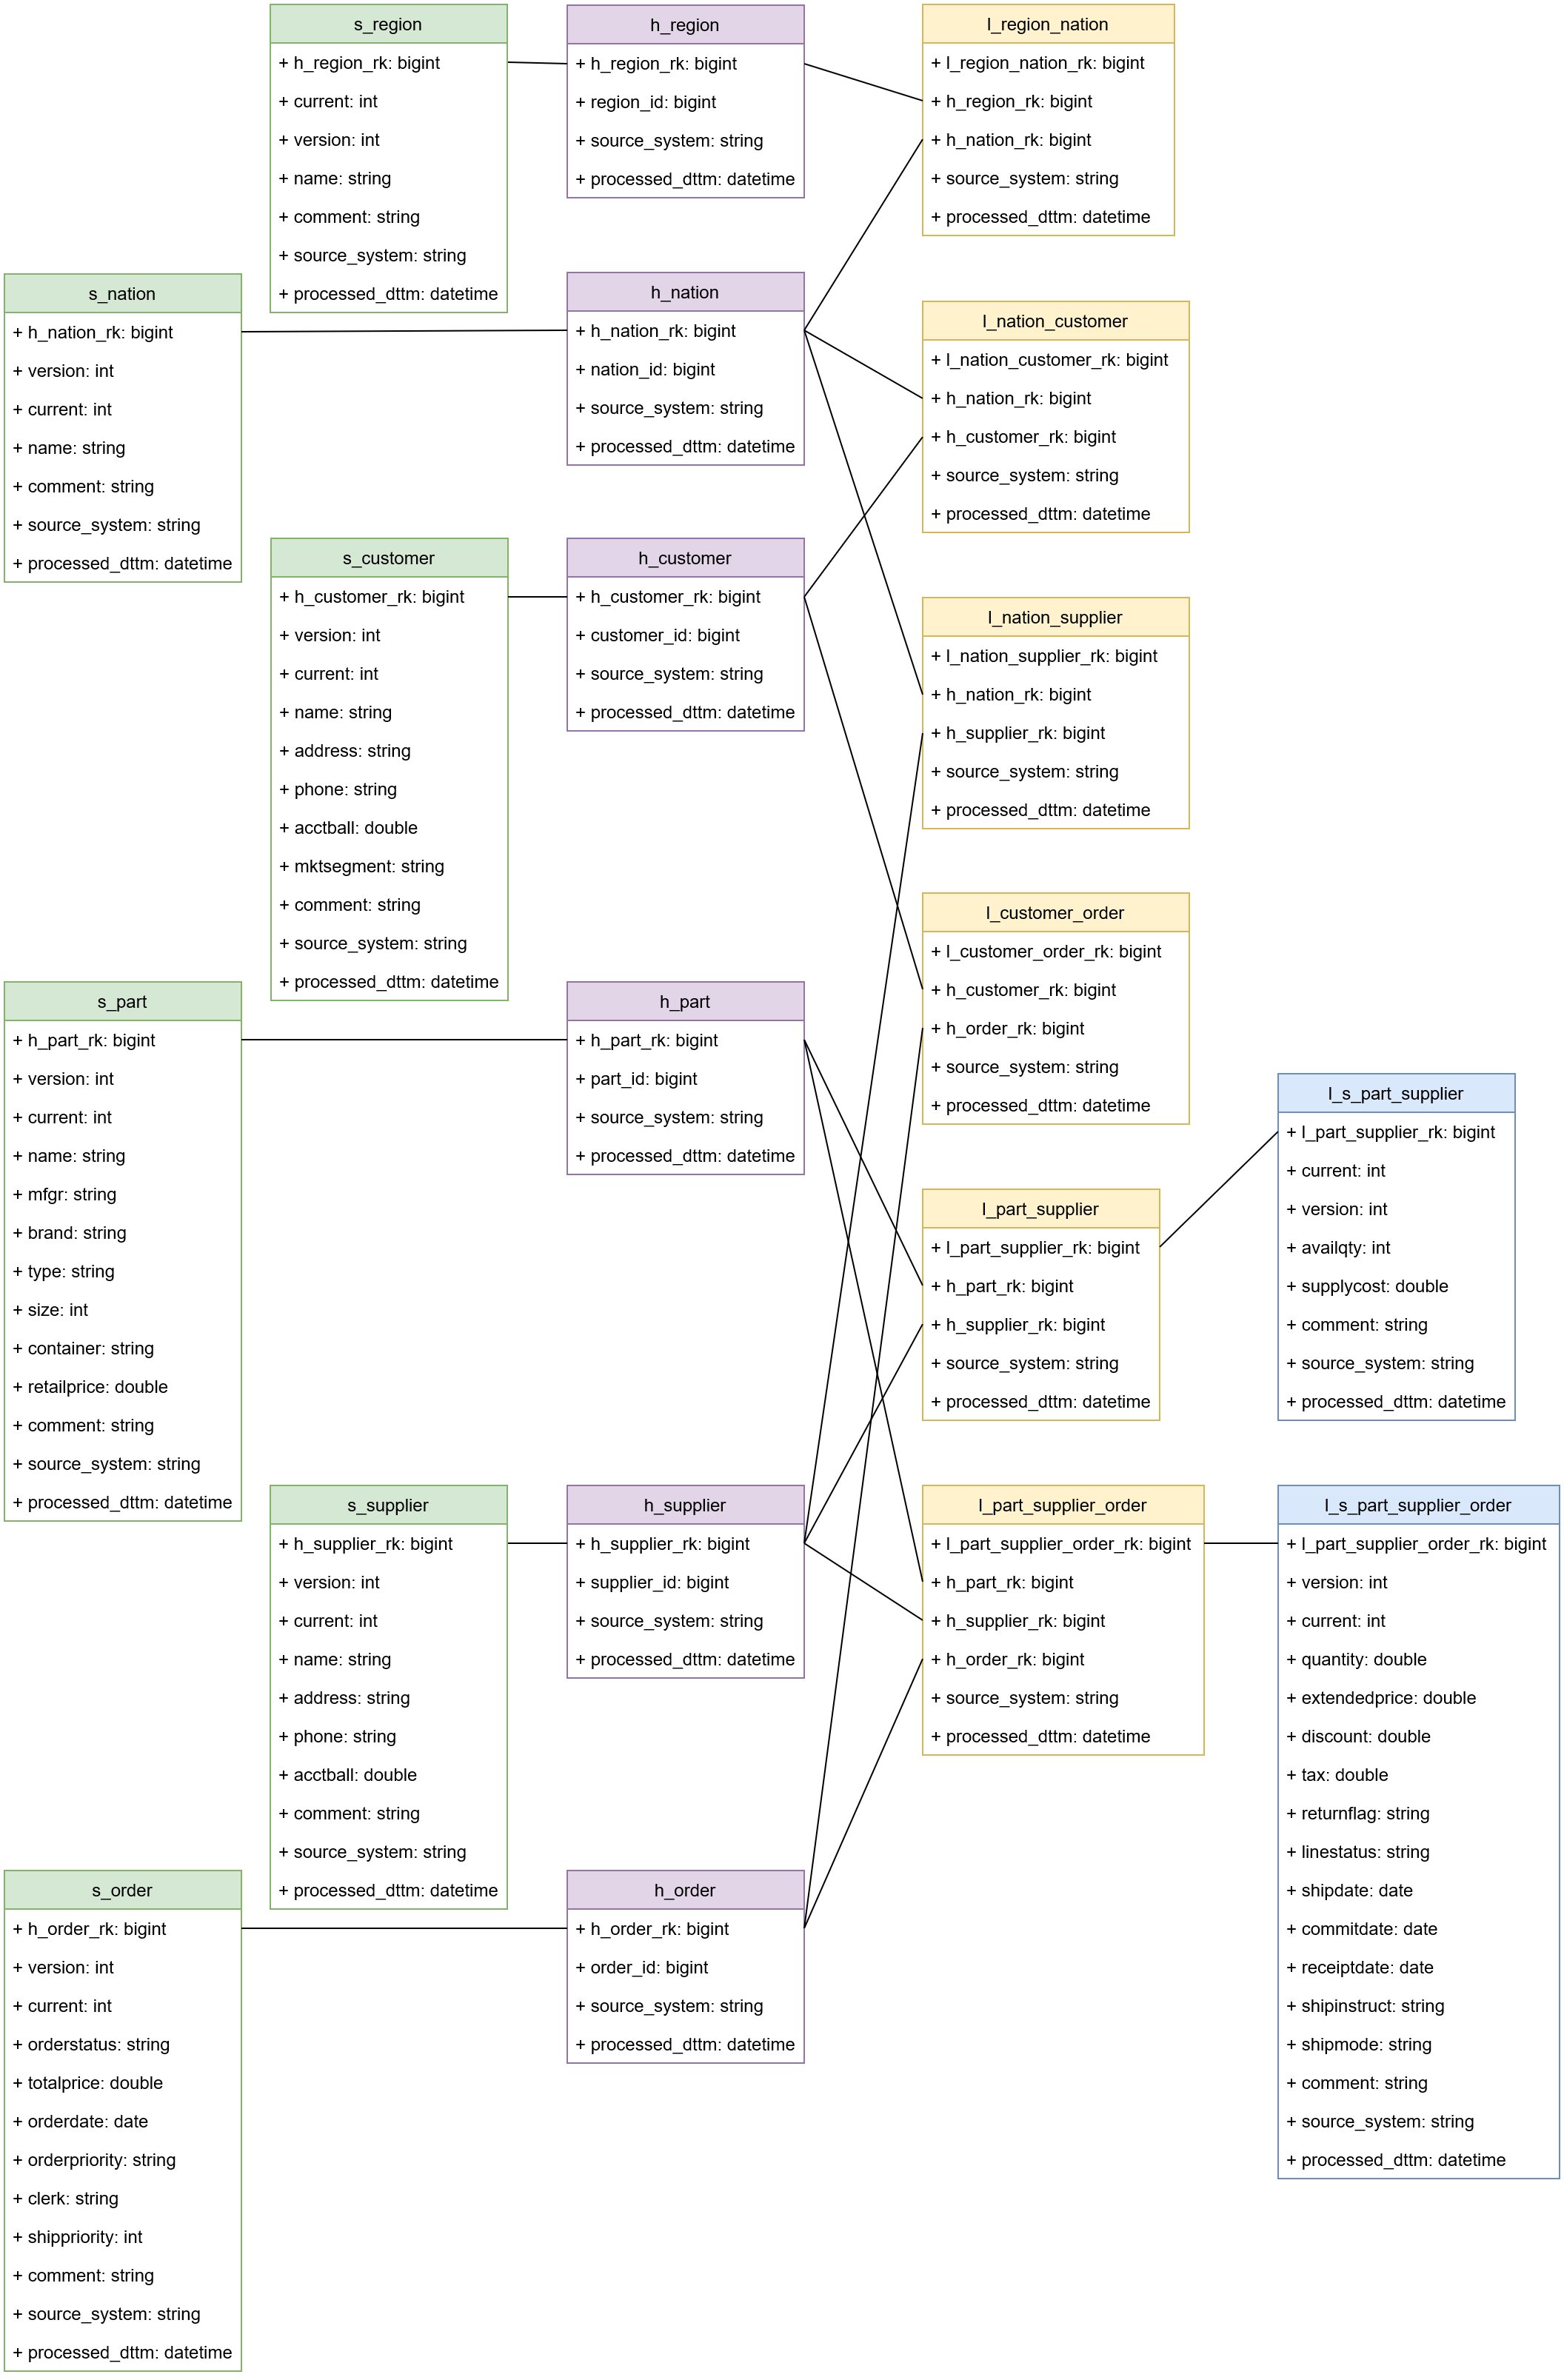 s_region
+ h_region_rk: bigint
+ current: int
+ version: int
+ name: string
+ comment: string
+ source_system: string
+ processed_dttm: datetime
h_region
+ h_region_rk: bigint
+ region_id: bigint
+ source_system: string
+ processed_dttm: datetime
l_region_nation
+ l_region_nation_rk: bigint
+ h_region_rk: bigint
+ h_nation_rk: bigint
+ source_system: string
+ processed_dttm: datetime
s_nation
+ h_nation_rk: bigint
+ version: int
+ current: int
+ name: string
+ comment: string
+ source_system: string
+ processed_dttm: datetime
h_nation
+ h_nation_rk: bigint
+ nation_id: bigint
+ source_system: string
+ processed_dttm: datetime
l_nation_customer
+ l_nation_customer_rk: bigint
+ h_nation_rk: bigint
+ h_customer_rk: bigint
+ source_system: string
+ processed_dttm: datetime
s_customer
+ h_customer_rk: bigint
+ version: int
+ current: int
+ name: string
+ address: string
+ phone: string
+ acctball: double
+ mktsegment: string
+ comment: string
+ source_system: string
+ processed_dttm: datetime
h_customer
+ h_customer_rk: bigint
+ customer_id: bigint
+ source_system: string
+ processed_dttm: datetime
l_nation_supplier
+ l_nation_supplier_rk: bigint
+ h_nation_rk: bigint
+ h_supplier_rk: bigint
+ source_system: string
+ processed_dttm: datetime
l_customer_order
+ l_customer_order_rk: bigint
+ h_customer_rk: bigint
+ h_order_rk: bigint
+ source_system: string
+ processed_dttm: datetime
s_part
+ h_part_rk: bigint
+ version: int
+ current: int
+ name: string
+ mfgr: string
+ brand: string
+ type: string
+ size: int
+ container: string
+ retailprice: double
+ comment: string
+ source_system: string
+ processed_dttm: datetime
h_part
+ h_part_rk: bigint
+ part_id: bigint
+ source_system: string
+ processed_dttm: datetime
l_part_supplier
+ l_part_supplier_rk: bigint
+ h_part_rk: bigint
+ h_supplier_rk: bigint
+ source_system: string
+ processed_dttm: datetime
l_s_part_supplier
+ l_part_supplier_rk: bigint
+ current: int
+ version: int
+ availqty: int
+ supplycost: double
+ comment: string
+ source_system: string
+ processed_dttm: datetime
s_supplier
+ h_supplier_rk: bigint
+ version: int
+ current: int
+ name: string
+ address: string
+ phone: string
+ acctball: double
+ comment: string
+ source_system: string
+ processed_dttm: datetime
h_supplier
+ h_supplier_rk: bigint
+ supplier_id: bigint
+ source_system: string
+ processed_dttm: datetime
l_part_supplier_order
+ l_part_supplier_order_rk: bigint
+ h_part_rk: bigint
+ h_supplier_rk: bigint
+ h_order_rk: bigint
+ source_system: string
+ processed_dttm: datetime
l_s_part_supplier_order
+ l_part_supplier_order_rk: bigint
+ version: int
+ current: int
+ quantity: double
+ extendedprice: double
+ discount: double
+ tax: double
+ returnflag: string
+ linestatus: string
+ shipdate: date
+ commitdate: date
+ receiptdate: date
+ shipinstruct: string
+ shipmode: string
+ comment: string
+ source_system: string
+ processed_dttm: datetime
s_order
+ h_order_rk: bigint
+ version: int
+ current: int
+ orderstatus: string
+ totalprice: double
+ orderdate: date
+ orderpriority: string
+ clerk: string
+ shippriority: int
+ comment: string
+ source_system: string
+ processed_dttm: datetime
h_order
+ h_order_rk: bigint
+ order_id: bigint
+ source_system: string
+ processed_dttm: datetime